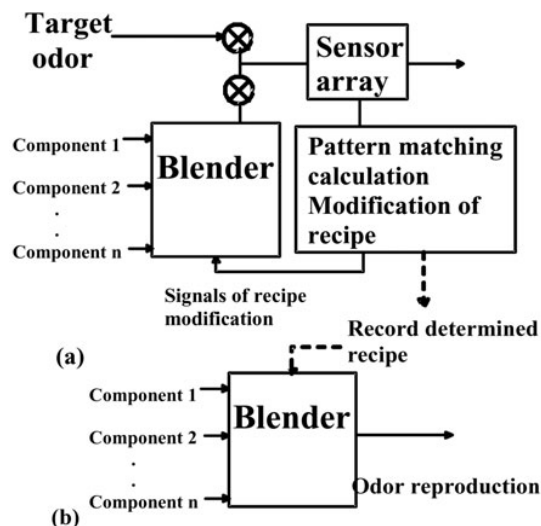 Target
odor
Sensor
array
Component 1
Component 2
.
.
Component n
Blender
Pattern matching
calculation
Modification of
recipe
Signals of recipe
modification
Record determined
recipe
(a)
Component 1
Component 2
.
.
Component n
Blender
Odor reproduction
(b)